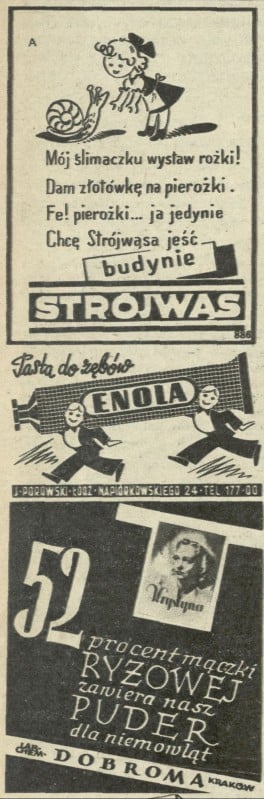 A
Mój ślimaczku wystaw rożki!
Dam złotówkę na pierożki.
Fe! pierożki... ja jedynie
Chcę Strójwąsa jeść
budynie
STRÓJWĄS
886
Pasta do zębów
ENOLA
J. POROWSKI-ŁÓDŹ-NAPIÓRKOWSKIEGO 24-TEL 177-00
Krystyna
52
procent mączki
RYŻOWEJ
zawiera nasz
PUDER
dla niemowląt
LAB.
CHEM.
DOBROMA KRAKÓW